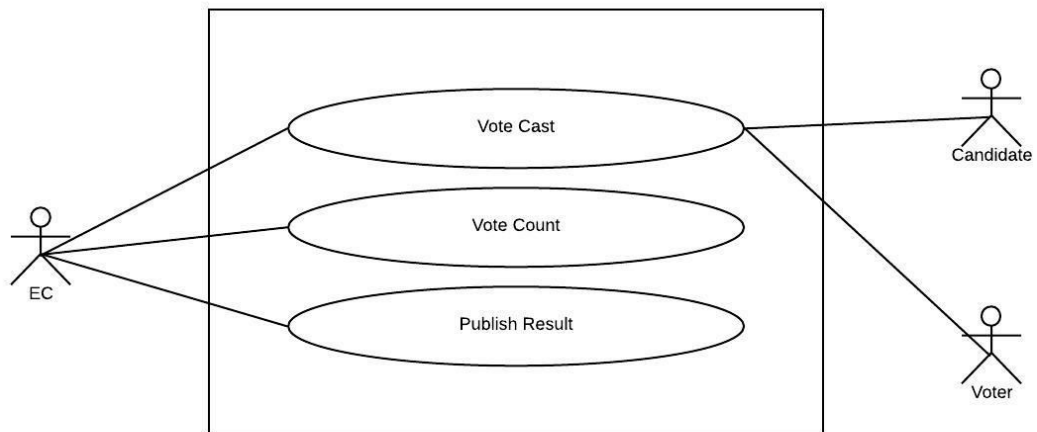 Vote Cast
Candidate
Vote Count
EC
Publish Result
Voter